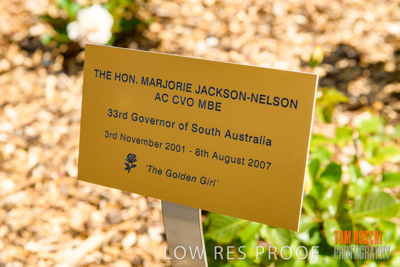 THE HON. MARJORIE JACKSON-NELSON
AC CVO MBE
33rd Governor of South Australia
3rd November 2001 - 8th August 2007
'The Golden Girl'
LOW RES PROOF
PHOTOGRAPHY